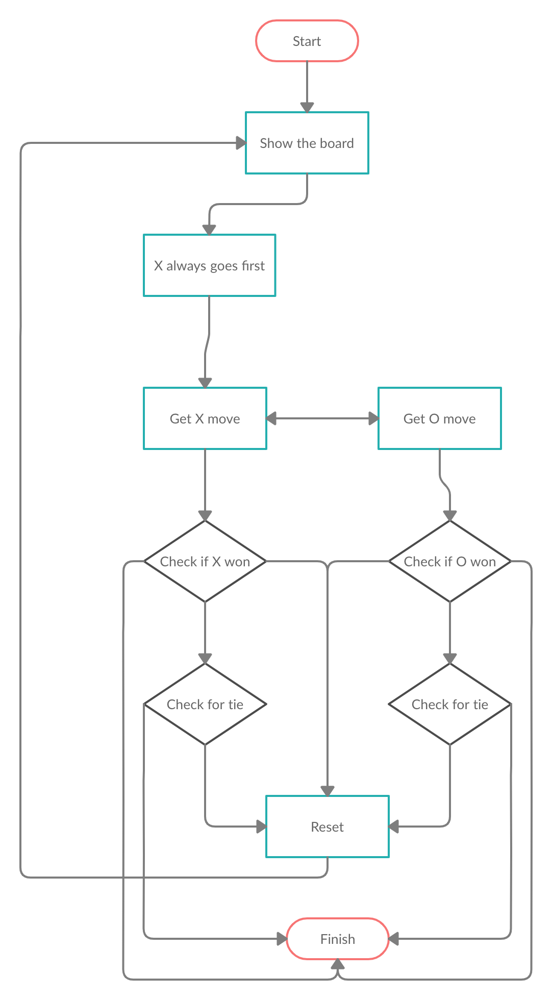 Start
Show the board
X always goes first
Get X move
Get O move
Check if X won
Check if O won
Check for tie
Check for tie
Reset
Finish